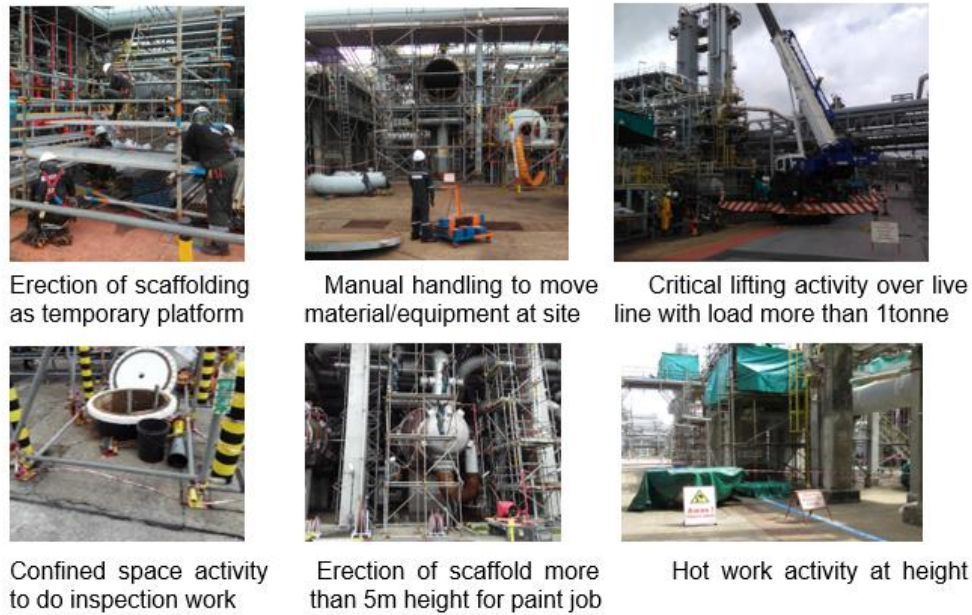 Erection of scaffolding
as temporary platform
Manual handling to move
material/equipment at site
Critical lifting activity over live
line with load more than 1tonne
Confined space activity
to do inspection work
Erection of scaffold more
than 5m height for paint job
Hot work activity at height